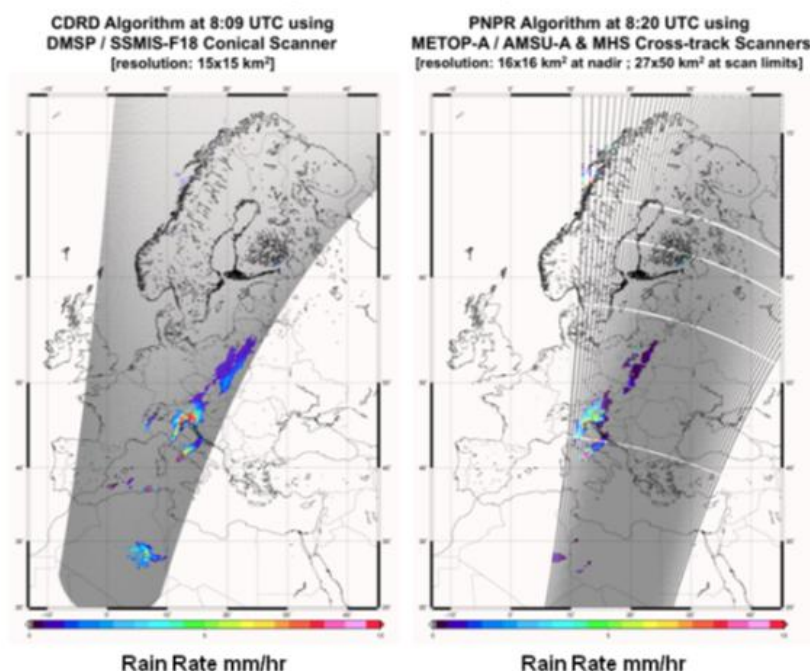 CDRD Algorithm at 8:09 UTC using
DMSP / SSMIS-F18 Conical Scanner
[resolution: 15x15 km²]
PNPR Algorithm at 8:20 UTC using
METOP-A / AMSU-A & MHS Cross-track Scanners
[resolution: 16x16 km² at nadir ; 27x50 km² at scan limits]
Rain Rate mm/hr
Rain Rate mm/hr